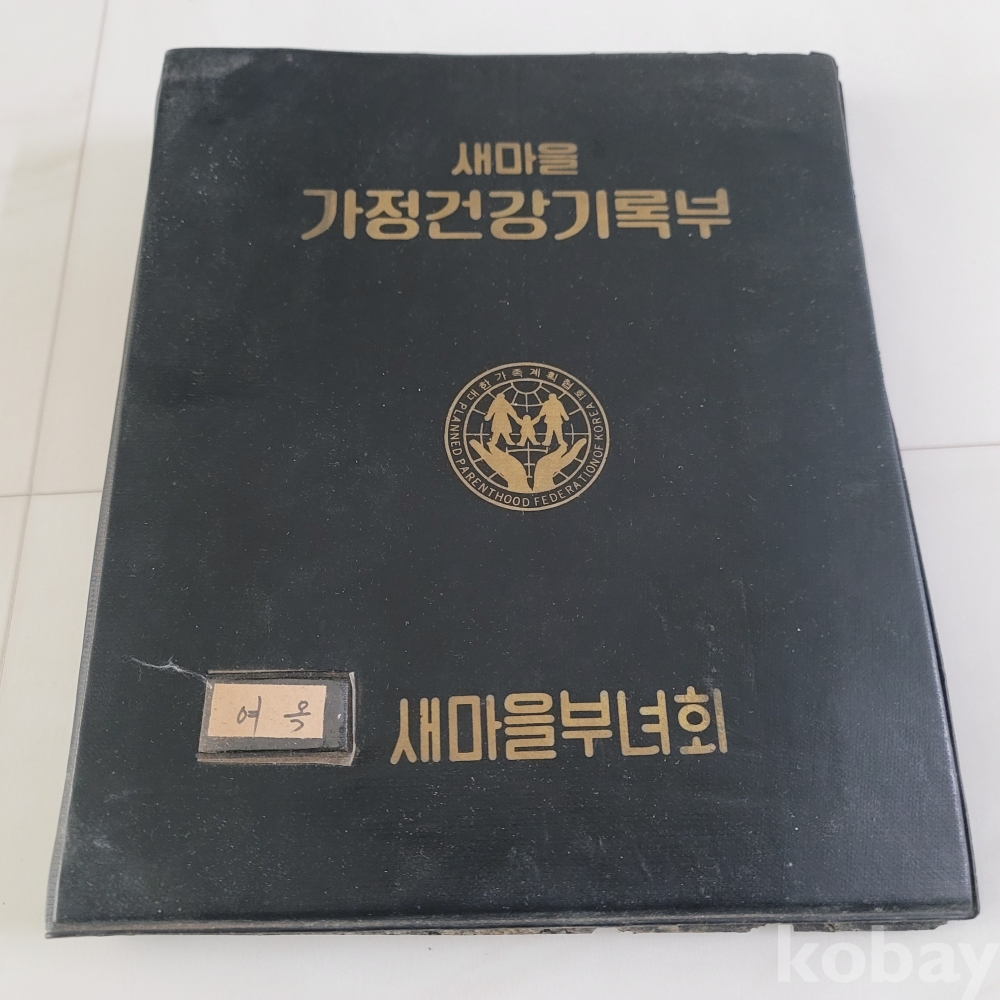 새마을
가정건강기록부
대한가족계획협회
PLANNED PARENTHOOD FEDERATION OF KOREA
여옥
새마을부녀회
kobay